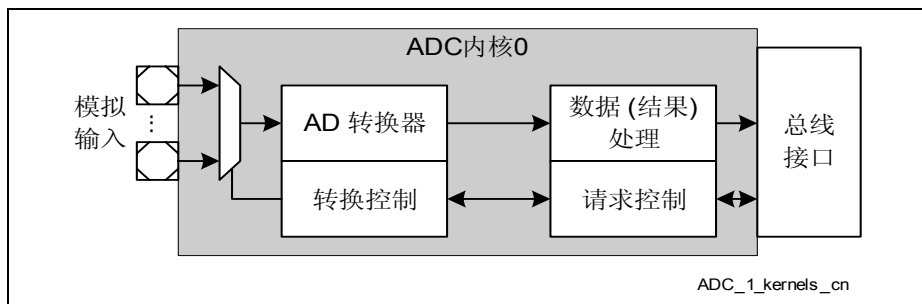 ADC内核0
模拟
输入
AD 转换器
转换控制
数据 (结果)
处理
请求控制
总线
接口
ADC_1_kernels_cn